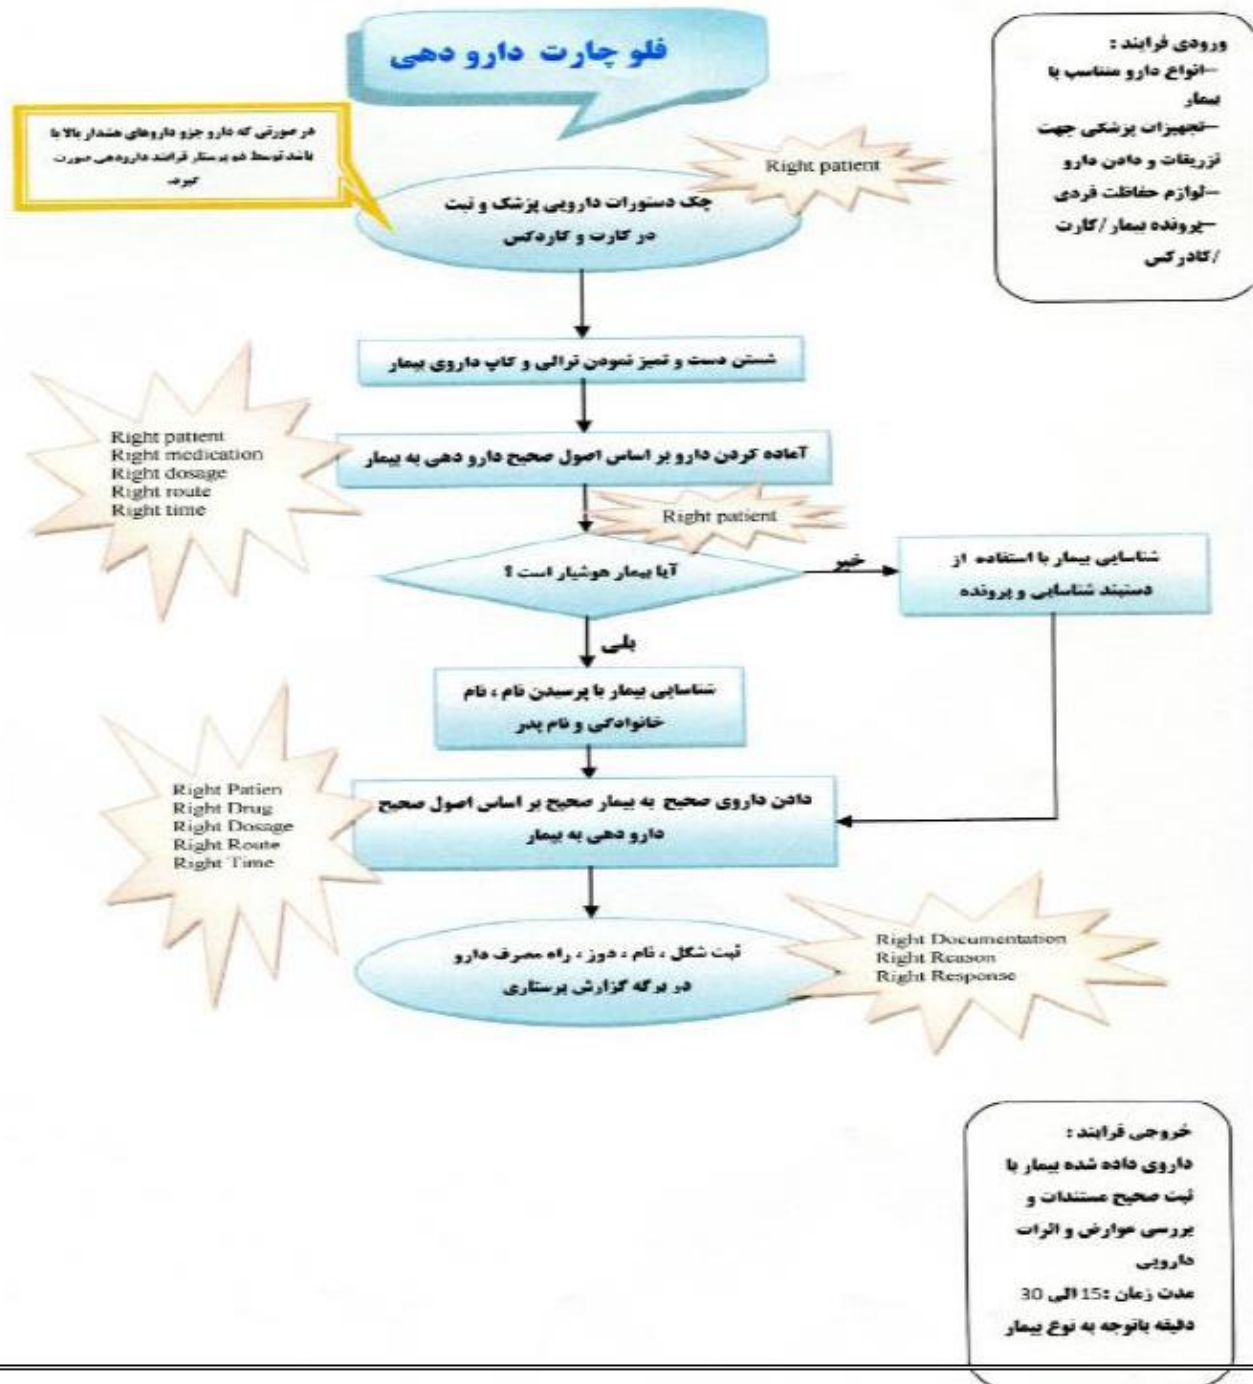 فلو چارت دارو دهی
ورودی فرایند :
–انواع دارو متناسب با
بیمار
–تجهیزات پزشکی جهت
تزریقات و دادن دارو
–لوازم حفاظت فردی
–پرونده بیمار /کارت
/کادرکس
در صورتی که دارو جزو داروهای هشدار بالا با
باشد توسط دو پرستار فرایند دارودهی صورت
گیرد.
Right patient
چک دستورات دارویی پزشک و ثبت
در کارت و کاردکس
شستن دست و تمیز نمودن ترالی و کاپ داروی بیمار
Right patient
Right medication
Right dosage
Right route
Right time
آماده کردن دارو بر اساس اصول صحیح دارو دهی به بیمار
Right patient
آیا بیمار هوشیار است ؟
خیر
شناسایی بیمار با استفاده از
دستبند شناسایی و پرونده
بلی
شناسایی بیمار با پرسیدن نام ، نام
خانوادگی و نام پدر
Right Patien
Right Drug
Right Dosage
Right Route
Right Time
دادن داروی صحیح به بیمار صحیح بر اساس اصول صحیح
دارو دهی به بیمار
ثبت شکل ، نام ، دوز ، راه مصرف دارو
در برگه گزارش پرستاری
Right Documentation
Right Reason
Right Response
خروجی فرایند :
داروی داده شده بیمار با
ثبت صحیح مستندات و
بررسی عوارض و اثرات
دارویی
مدت زمان :15 الی 30
دقیقه باتوجه به نوع بیمار